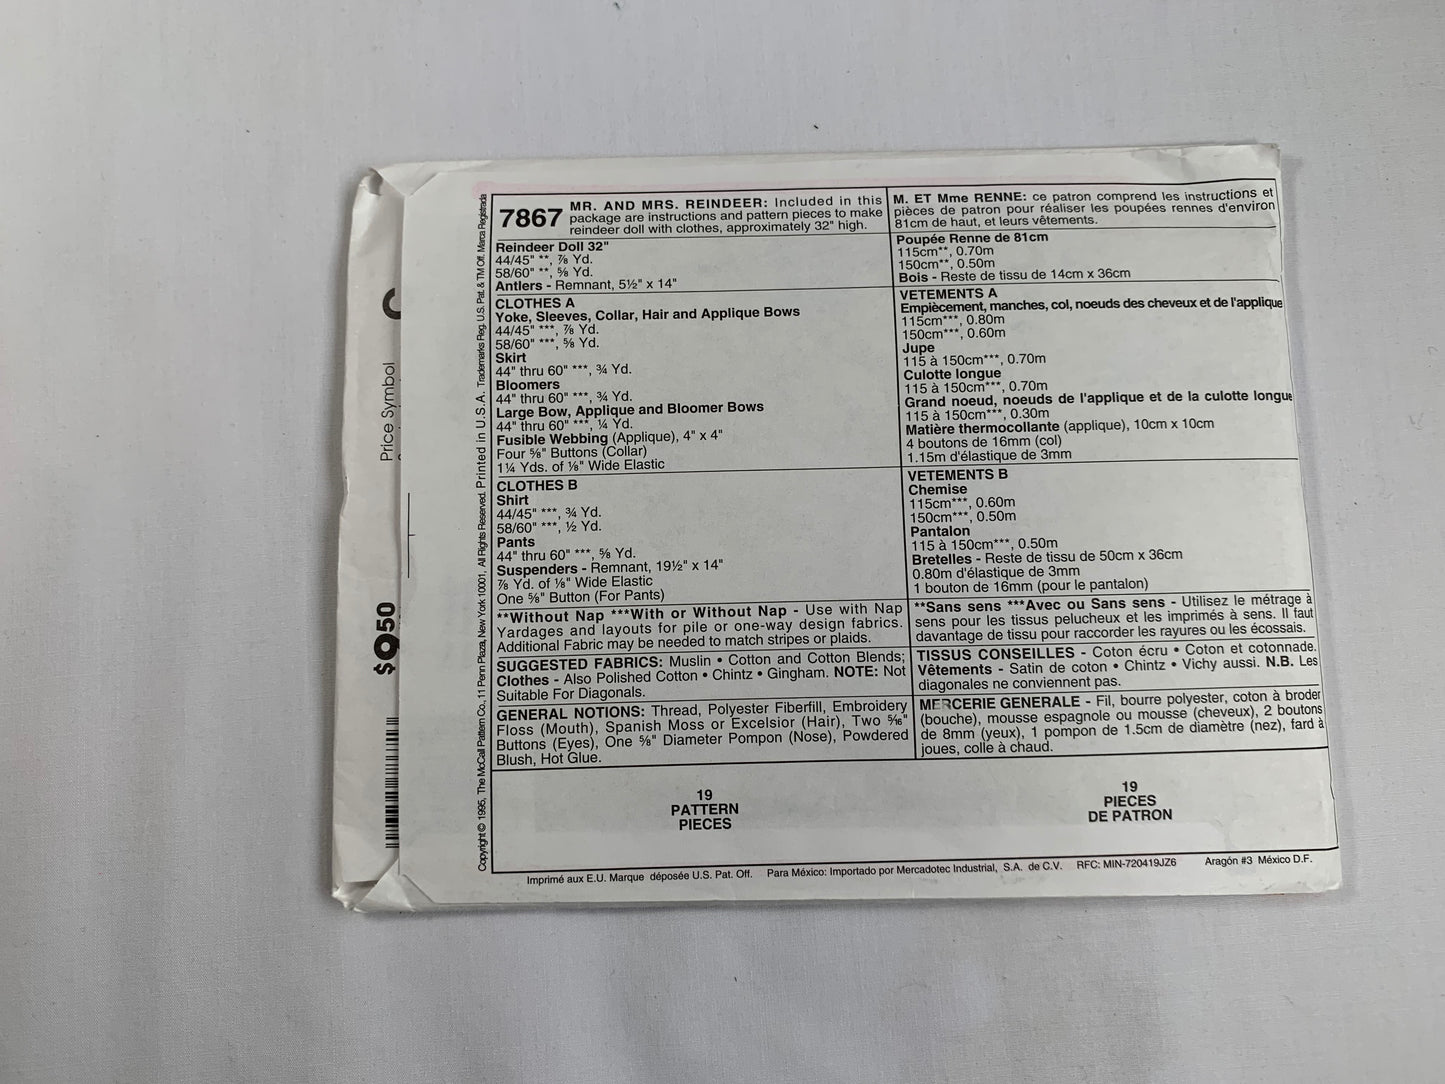 7867 MR. AND MRS. REINDEER: Included in this
package are instructions and pattern pieces to make
reindeer doll with clothes, approximately 32" high.
Reindeer Doll 32"
44/45" **, ⅞ Yd.
58/60" **, ⅝ Yd.
Antlers - Remnant, 5½" x 14"
CLOTHES A
Yoke, Sleeves, Collar, Hair and Applique Bows
44/45" ***, ⅞ Yd.
58/60" ***, ⅝ Yd.
Skirt
44" thru 60" ***, ¾ Yd.
Bloomers
44" thru 60" ***, ¾ Yd.
Large Bow, Applique and Bloomer Bows
44" thru 60" ***, ¼ Yd.
Fusible Webbing (Applique), 4" x 4"
Four ⅝" Buttons (Collar)
1¼ Yds. of ⅛" Wide Elastic
CLOTHES B
Shirt
44/45" ***, ¾ Yd.
58/60" ***, ½ Yd.
Pants
44" thru 60" ***, ⅝ Yd.
Suspenders - Remnant, 19½" x 14"
⅞ Yd. of ⅛" Wide Elastic
One ⅝" Button (For Pants)
**Without Nap ***With or Without Nap - Use with Nap
Yardages and layouts for pile or one-way design fabrics.
Additional Fabric may be needed to match stripes or plaids.
SUGGESTED FABRICS: Muslin • Cotton and Cotton Blends;
Clothes - Also Polished Cotton • Chintz • Gingham. NOTE: Not
Suitable For Diagonals.
GENERAL NOTIONS: Thread, Polyester Fiberfill, Embroidery
Floss (Mouth), Spanish Moss or Excelsior (Hair), Two 5/16"
Buttons (Eyes), One ⅝" Diameter Pompon (Nose), Powdered
Blush, Hot Glue.
19
PATTERN
PIECES
M. ET Mme RENNE: ce patron comprend les instructions et
pièces de patron pour réaliser les poupées rennes d'environ
81cm de haut, et leurs vêtements.
Poupée Renne de 81cm
115cm**, 0.70m
150cm**, 0.50m
Bois - Reste de tissu de 14cm x 36cm
VETEMENTS A
Empiècement, manches, col, noeuds des cheveux et de l'applique
115cm***, 0.80m
150cm***, 0.60m
Jupe
115 à 150cm***, 0.70m
Culotte longue
115 à 150cm***, 0.70m
Grand noeud, noeuds de l'applique et de la culotte longue
115 à 150cm***, 0.30m
Matière thermocollante (applique), 10cm x 10cm
4 boutons de 16mm (col)
1.15m d'élastique de 3mm
VETEMENTS B
Chemise
115cm***, 0.60m
150cm***, 0.50m
Pantalon
115 à 150cm***, 0.50m
Bretelles - Reste de tissu de 50cm x 36cm
0.80m d'élastique de 3mm
1 bouton de 16mm (pour le pantalon)
**Sans sens ***Avec ou Sans sens - Utilisez le métrage à
sens pour les tissus pelucheux et les imprimés à sens. Il faut
davantage de tissu pour raccorder les rayures ou les écossais.
TISSUS CONSEILLES - Coton écru • Coton et cotonnade.
Vêtements - Satin de coton • Chintz • Vichy aussi. N.B. Les
diagonales ne conviennent pas.
MERCERIE GENERALE - Fil, bourre polyester, coton à broder
(bouche), mousse espagnole ou mousse (cheveux), 2 boutons
de 8mm (yeux), 1 pompon de 1.5cm de diamètre (nez), fard à
joues, colle à chaud.
19
PIECES
DE PATRON
Imprimé aux E.U. Marque déposée U.S. Pat. Off. Para México: Importado por Mercadotec Industrial, S.A. de C.V. RFC: MIN-720419JZ6 Aragón #3 México D.F.
Copyright © 1995, The McCall Pattern Co., 11 Penn Plaza, New York 10001, All Rights Reserved. Printed in U.S.A. Trademarks Reg. U.S. Pat. & TM Off. Marca Registrada
Price Symbol
$9.50